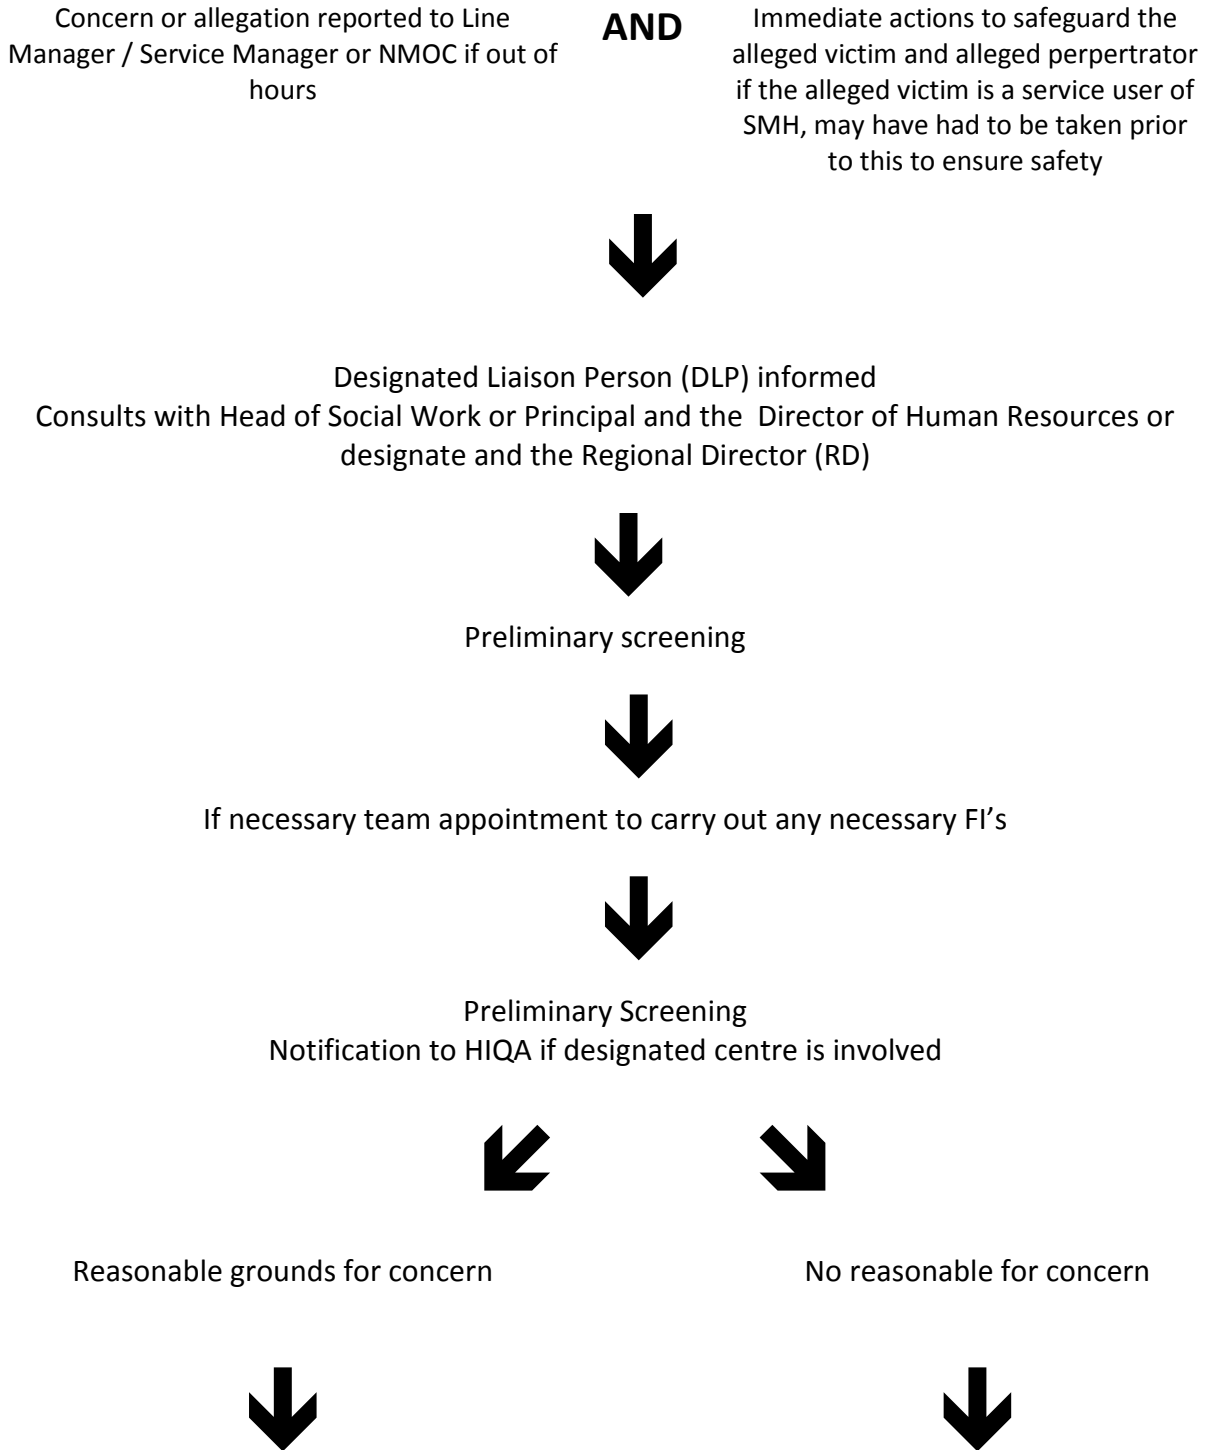 Concern or allegation reported to Line
Manager / Service Manager or NMOC if out of
hours
AND
Immediate actions to safeguard the
alleged victim and alleged perpertrator
if the alleged victim is a service user of
SMH, may have had to be taken prior
to this to ensure safety
Designated Liaison Person (DLP) informed
Consults with Head of Social Work or Principal and the Director of Human Resources or
designate and the Regional Director (RD)
Preliminary screening
If necessary team appointment to carry out any necessary FI’s
Preliminary Screening
Notification to HIQA if designated centre is involved
Reasonable grounds for concern
No reasonable for concern